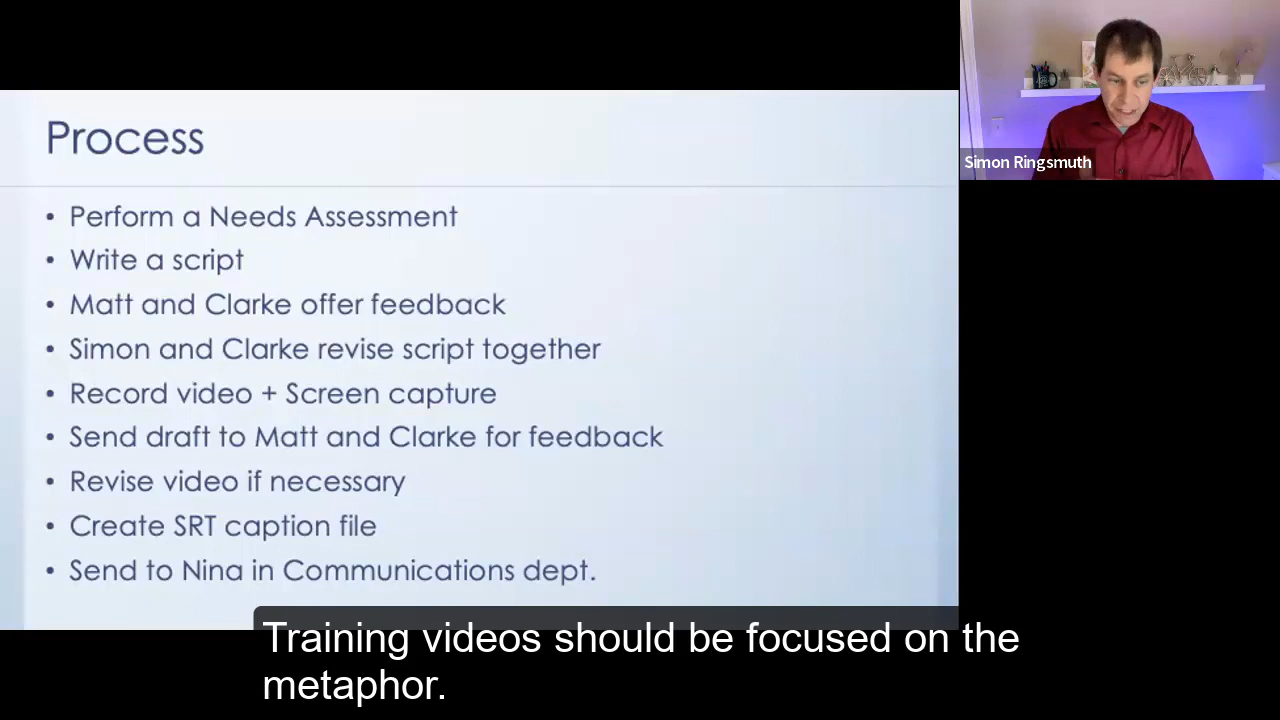 Process
• Perform a Needs Assessment
• Write a script
• Matt and Clarke offer feedback
• Simon and Clarke revise script together
• Record video + Screen capture
• Send draft to Matt and Clarke for feedback
• Revise video if necessary
• Create SRT caption file
• Send to Nina in Communications dept.
Simon Ringsmuth
Training videos should be focused on the
metaphor.